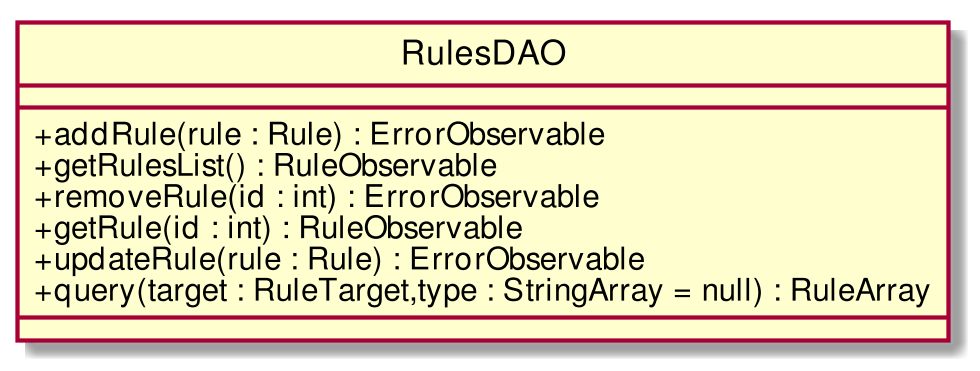 RulesDAO
+addRule(rule : Rule) : ErrorObservable
+getRulesList() : RuleObservable
+removeRule(id : int) : ErrorObservable
+getRule(id : int) : RuleObservable
+updateRule(rule : Rule) : ErrorObservable
+query(target : RuleTarget,type : StringArray = null) : RuleArray